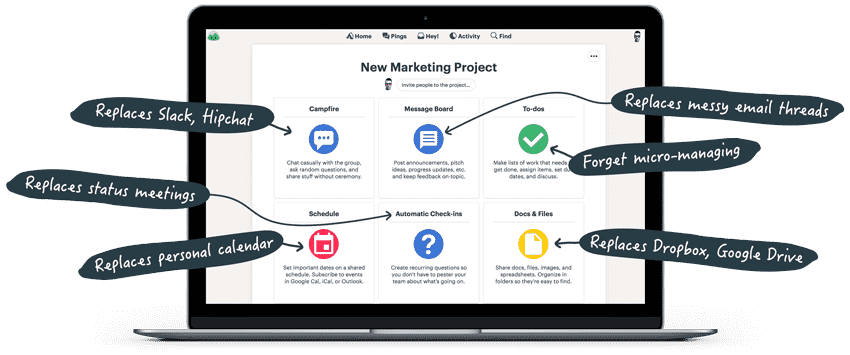 Home Pings Hey! Activity Find
New Marketing Project
Invite people to the project...
Campfire
Chat casually with the group,
ask random questions, and
share stuff without ceremony.
Message Board
Post announcements, pitch
ideas, progress updates, etc.
and keep feedback on-topic.
To-dos
Make lists of work that needs
get done, assign items, set du
dates, and discuss.
Schedule
Set important dates on a shared
schedule. Subscribe to events
in Google Cal, iCal, or Outlook.
Automatic Check-ins
Create recurring questions so
you don't have to pester your
team about what's going on.
Docs & Files
Share docs, files, images, and
spreadsheets. Organize in
folders so they're easy to find.
Replaces Slack, Hipchat
Replaces status meetings
Replaces personal calendar
Replaces messy email threads
Forget micro-managing
Replaces Dropbox, Google Drive